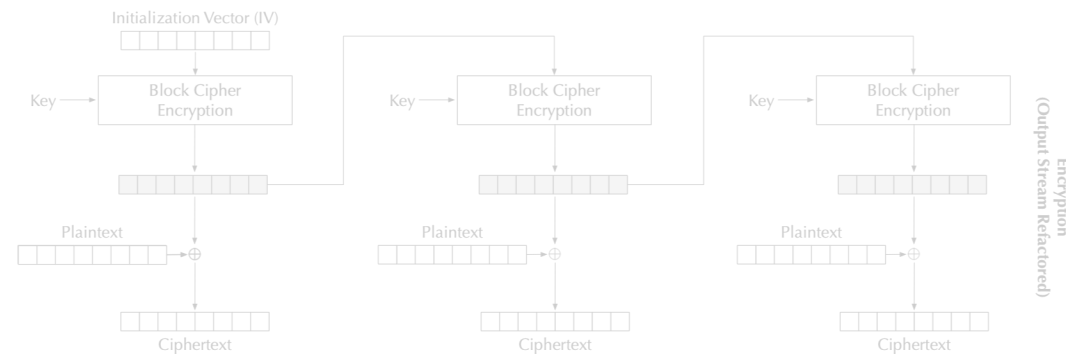 Initialization Vector (IV)
Key
Block Cipher
Encryption
Key
Block Cipher
Encryption
Key
Block Cipher
Encryption
Plaintext
Plaintext
Plaintext
Ciphertext
Ciphertext
Ciphertext
Encryption
(Output Stream Refactored)